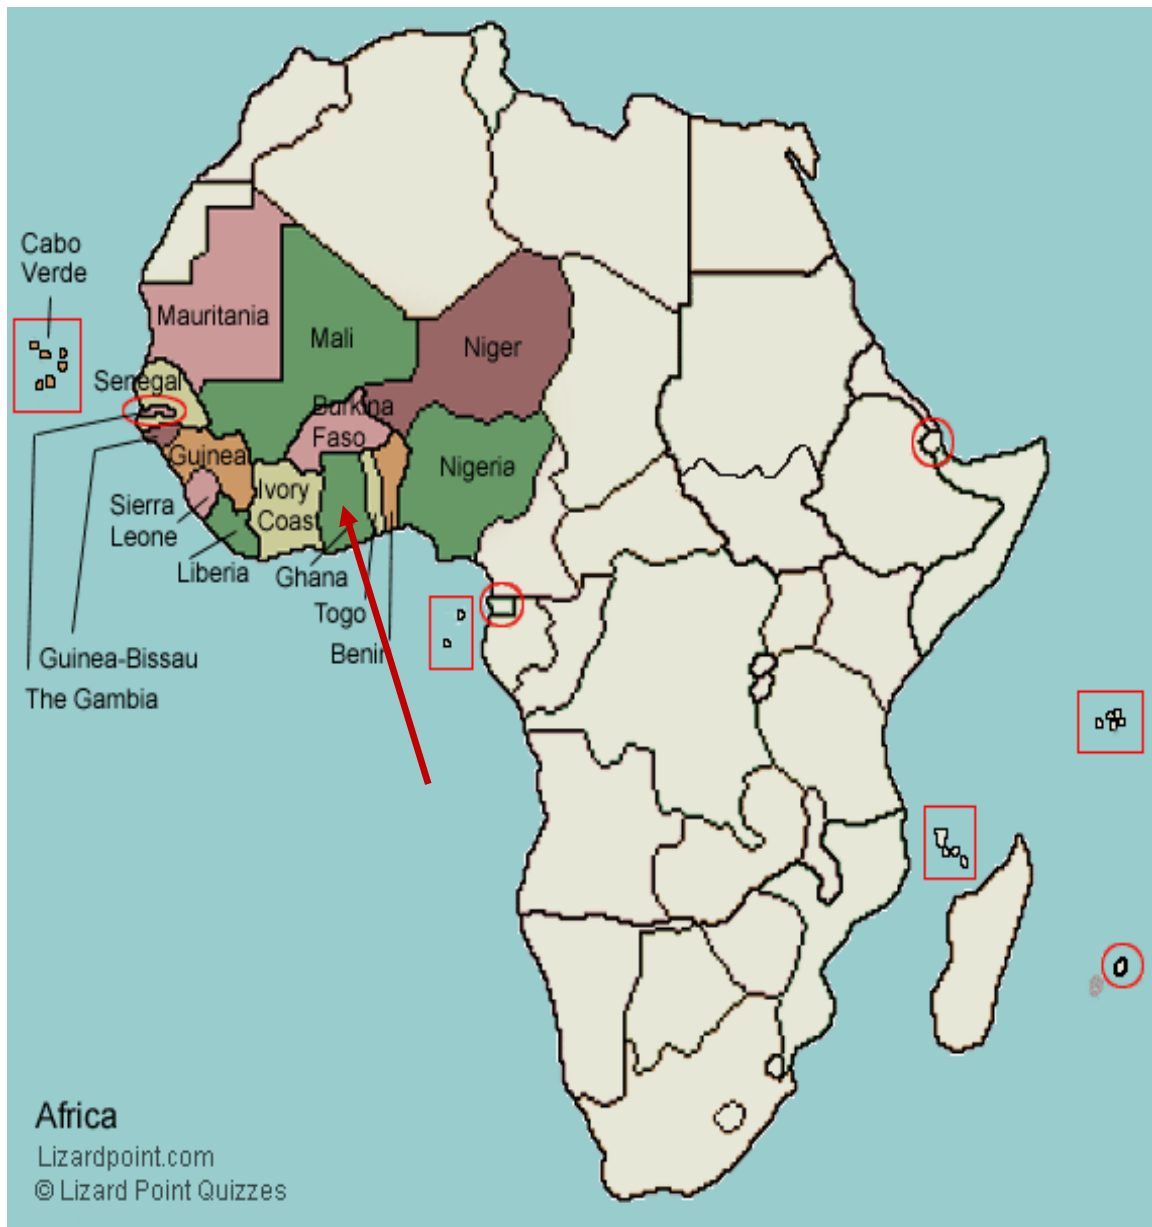 Cabo
Verde
Mauritania
Mali
Niger
Senegal
Burkina
Faso
Guinea
Nigeria
Ivory
Coast
Sierra
Leone
Liberia
Ghana
Togo
Benin
Guinea-Bissau
The Gambia
Africa
Lizardpoint.com
© Lizard Point Quizzes